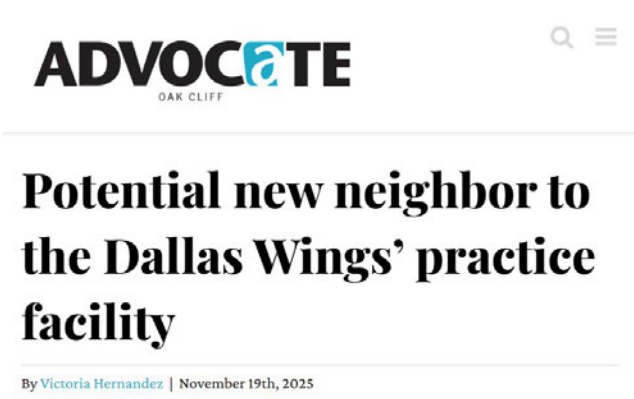 ADVOCaTE
OAK CLIFF
Potential new neighbor to
the Dallas Wings’ practice
facility
By Victoria Hernandez | November 19th, 2025